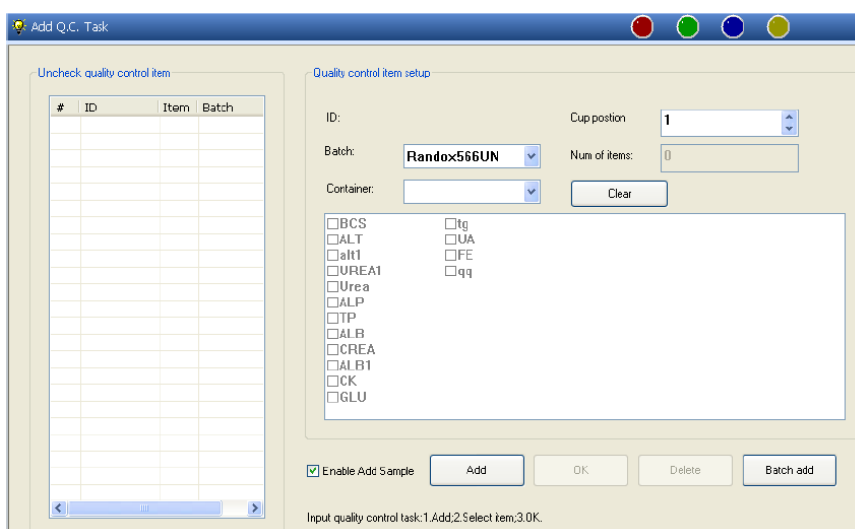 Add Q.C. Task
Uncheck quality control item
# ID Item Batch
Quality control item setup
ID:
Cup postion 1
Batch: Randox566UN
Num of items: 0
Container:
Clear
BCS
ALT
alt1
UREA1
Urea
ALP
TP
ALB
CREA
ALB1
CK
GLU
tg
UA
FE
qq
Enable Add Sample
Add
OK
Delete
Batch add
Input quality control task:1.Add;2.Select item;3.OK.